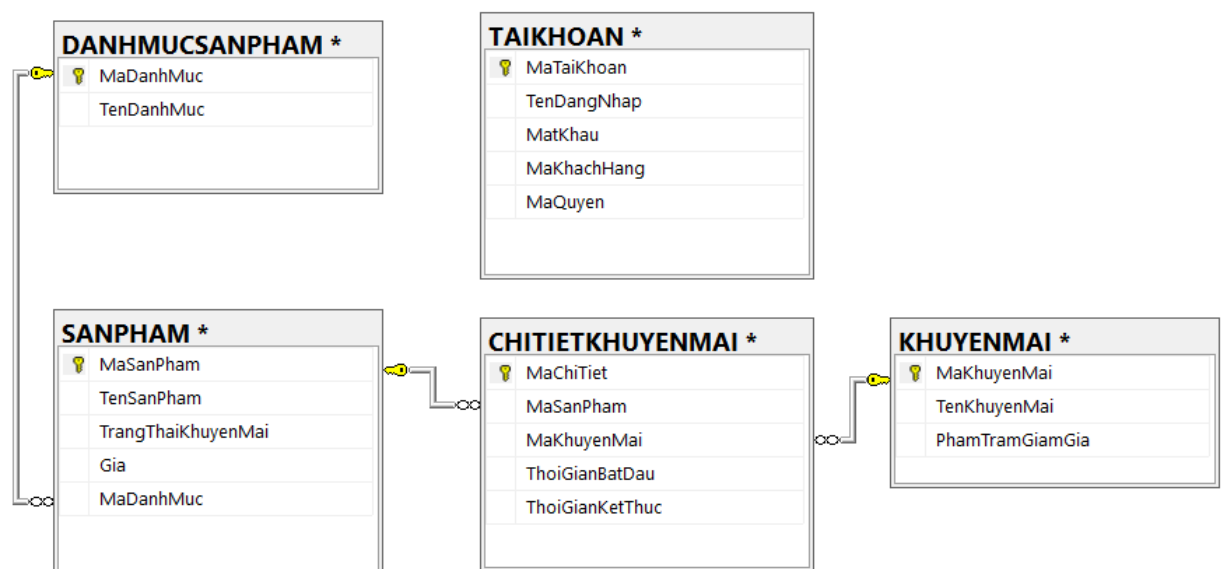 DANHMUCSANPHAM *
MaDanhMuc
TenDanhMuc
TAIKHOAN *
MaTaiKhoan
TenDangNhap
MatKhau
MaKhachHang
MaQuyen
SANPHAM *
MaSanPham
TenSanPham
TrangThaiKhuyenMai
Gia
MaDanhMuc
CHITIETKHUYENMAI *
MaChiTiet
MaSanPham
MaKhuyenMai
ThoiGianBatDau
ThoiGianKetThuc
KHUYENMAI *
MaKhuyenMai
TenKhuyenMai
PhamTramGiamGia